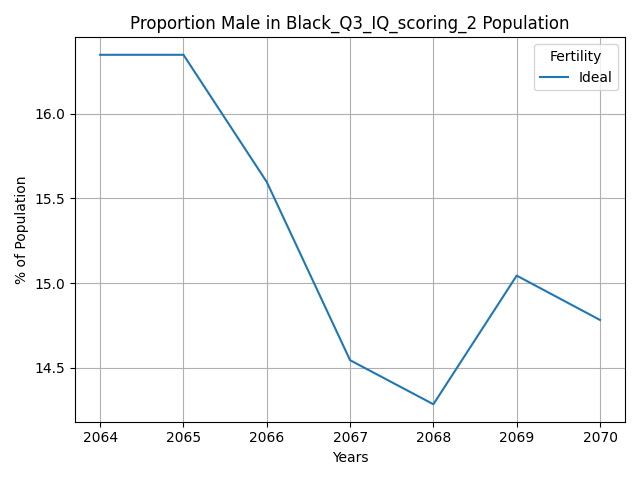 Proportion Male in Black_Q3_IQ_scoring_2 Population
Fertility
Ideal
16.0
15.5
15.0
14.5
% of Population
2064 2065 2066 2067 2068 2069 2070
Years